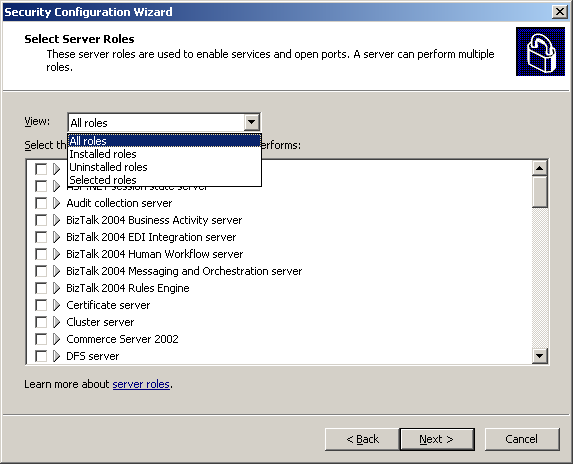 Security Configuration Wizard
Select Server Roles
These server roles are used to enable services and open ports. A server can perform multiple
roles.
View:
All roles
All roles
Installed roles
Uninstalled roles
Selected roles
Select th
erforms:
ASP.NET session state server
Audit collection server
BizTalk 2004 Business Activity server
BizTalk 2004 EDI Integration server
BizTalk 2004 Human Workflow server
BizTalk 2004 Messaging and Orchestration server
BizTalk 2004 Rules Engine
Certificate server
Cluster server
Commerce Server 2002
DFS server
Learn more about server roles.
< Back
Next >
Cancel